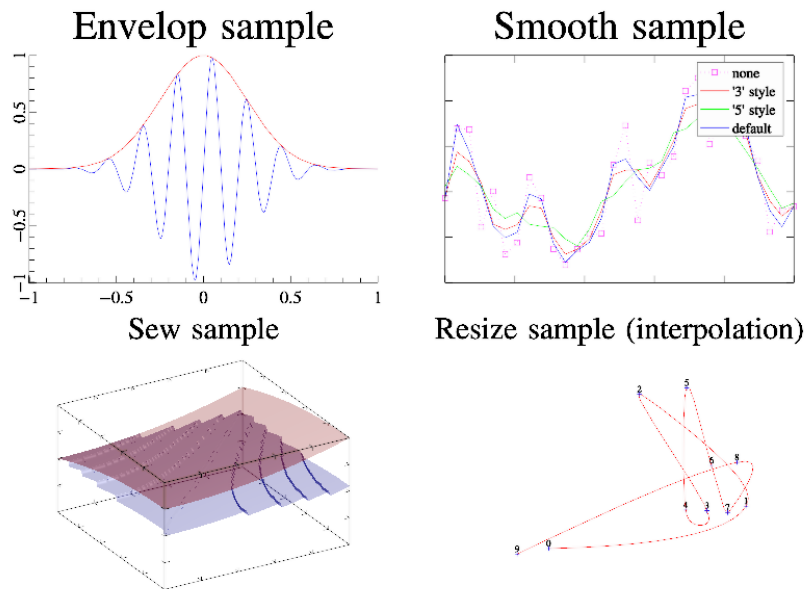 Envelop sample
Smooth sample
1
0.5
0
−0.5
−1
−1
−0.5
0
0.5
1
none
'3' style
'5' style
default
Sew sample
Resize sample (interpolation)
2
5
6
8
4
3
7
1
9
0